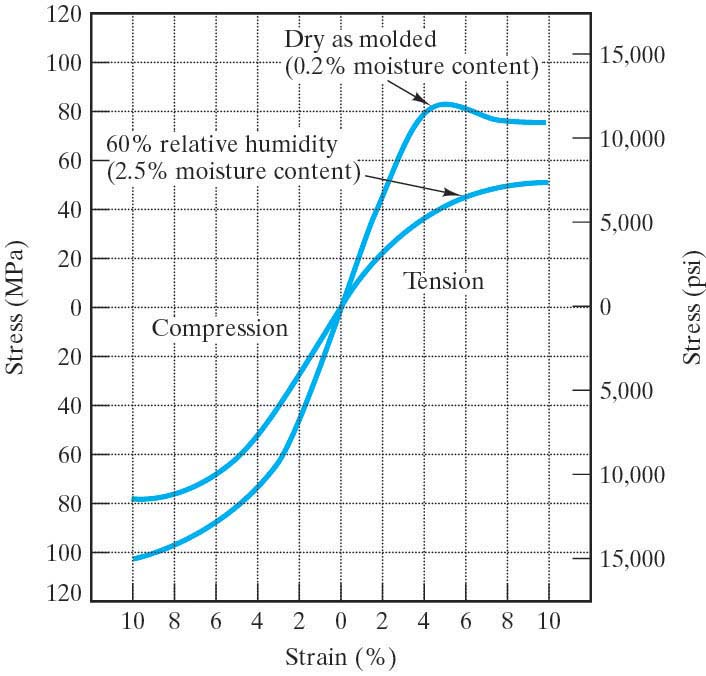 120
100
80
60
40
20
0
20
40
60
80
100
120
Stress (MPa)
Dry as molded
(0.2% moisture content)
60% relative humidity
(2.5% moisture content)
Tension
Compression
15,000
10,000
5,000
0
5,000
10,000
15,000
Stress (psi)
10 8 6 4 2 0 2 4 6 8 10
Strain (%)